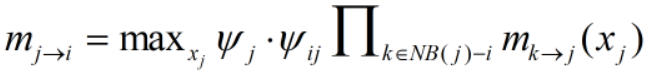 m_{j→i} = max_{x_j} ψ_j · ψ_{ij} ∏_{k∈NB(j)−i} m_{k→j}(x_j)